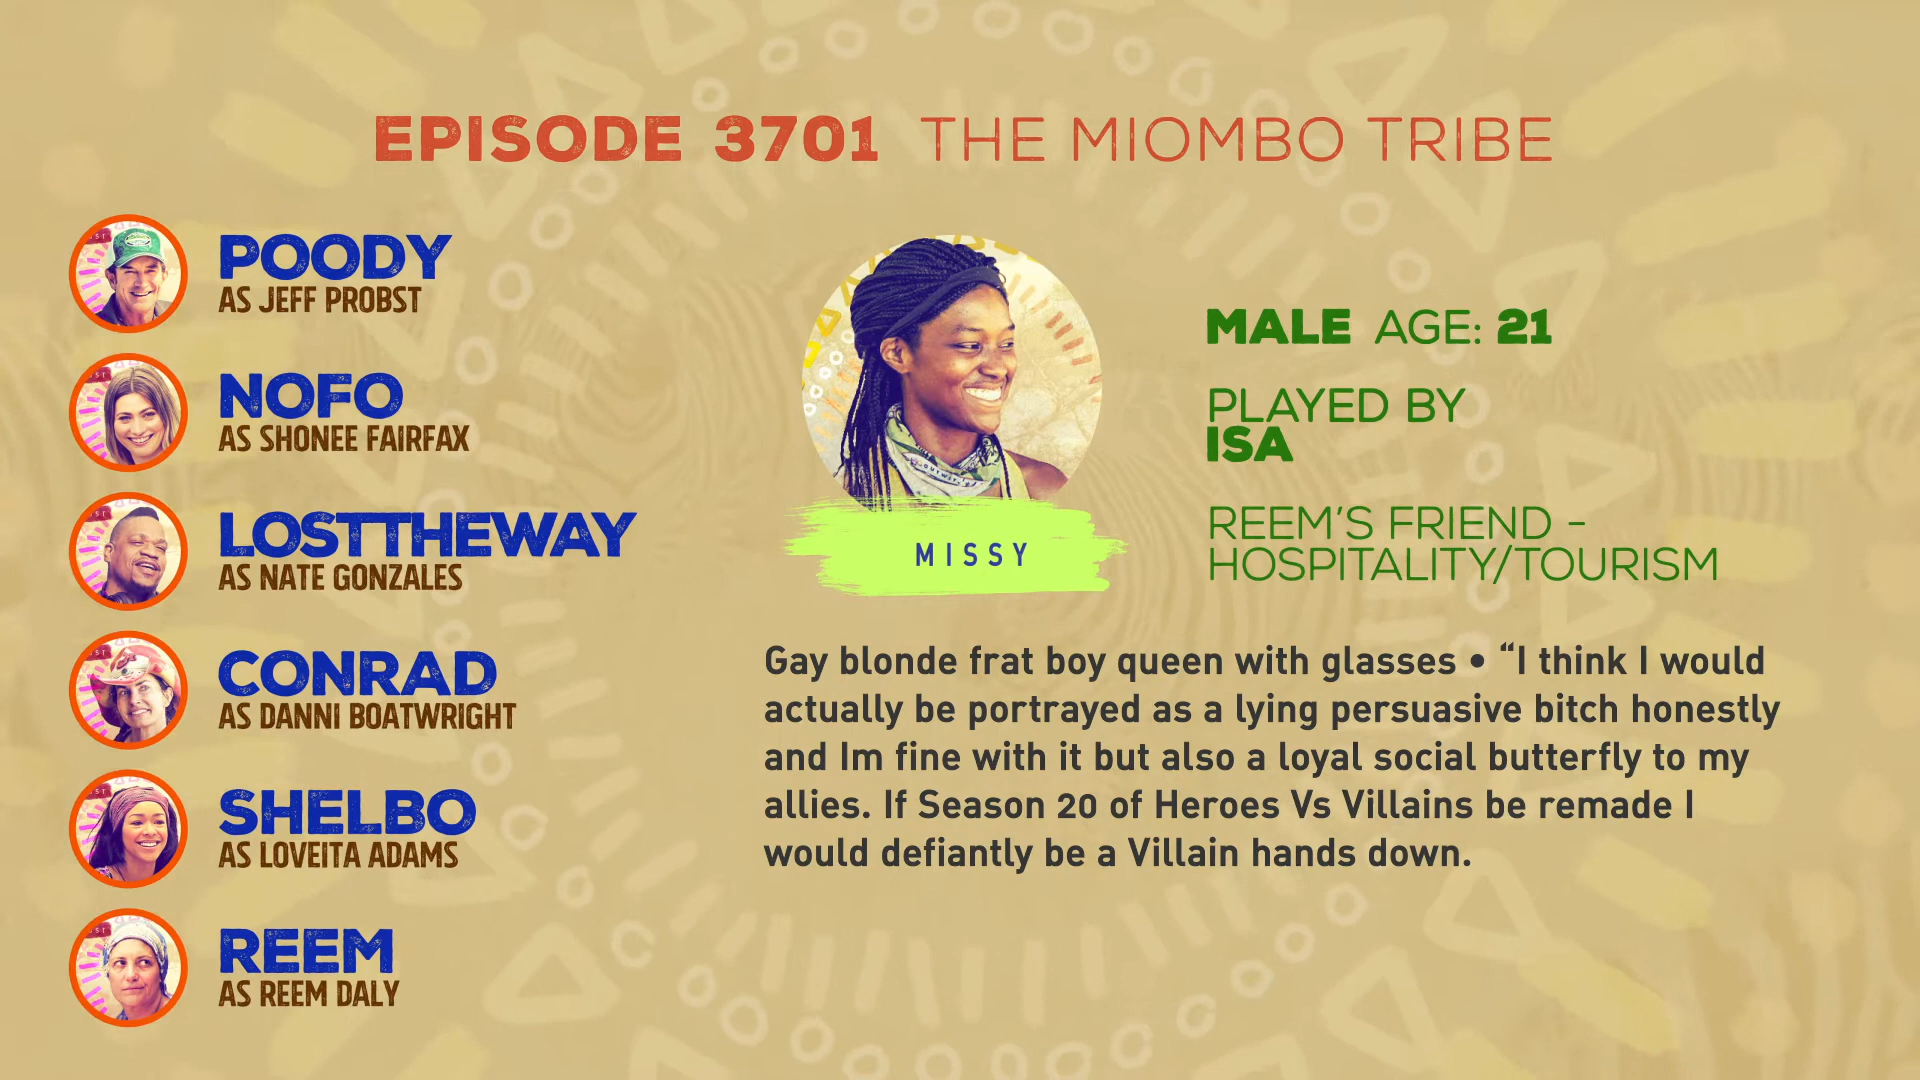 EPISODE 3701 THE MIOMBO TRIBE
POODY
AS JEFF PROBST
NOFO
AS SHONEE FAIRFAX
LOSTTHEWAY
AS NATE GONZALES
CONRAD
AS DANNI BOATWRIGHT
SHELBO
AS LOVEITA ADAMS
REEM
AS REEM DALY
MISSY
MALE AGE: 21
PLAYED BY
ISA
REEM'S FRIEND -
HOSPITALITY/TOURISM
Gay blonde frat boy queen with glasses • “I think I would
actually be portrayed as a lying persuasive bitch honestly
and Im fine with it but also a loyal social butterfly to my
allies. If Season 20 of Heroes Vs Villains be remade I
would defiantly be a Villain hands down.